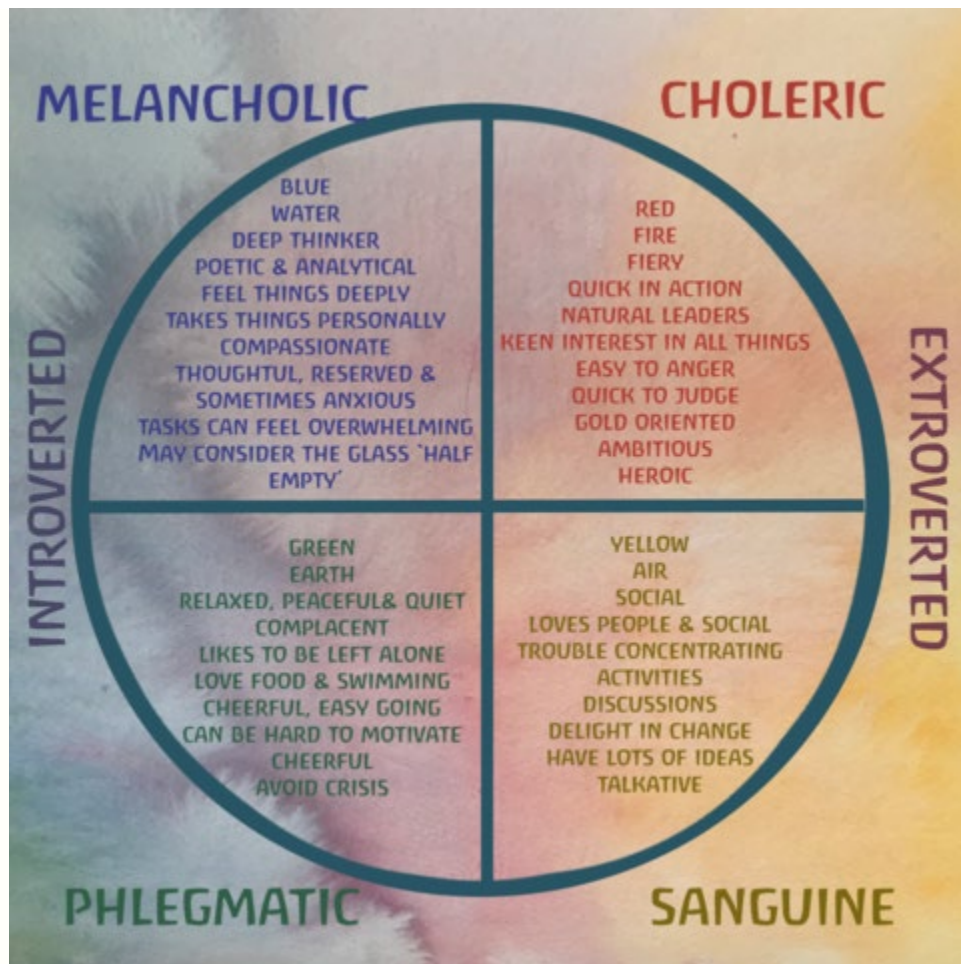 MELANCHOLIC
CHOLERIC
INTROVERTED
EXTROVERTED
BLUE
WATER
DEEP THINKER
POETIC & ANALYTICAL
FEEL THINGS DEEPLY
TAKES THINGS PERSONALLY
COMPASSIONATE
THOUGHTFUL, RESERVED &
SOMETIMES ANXIOUS
TASKS CAN FEEL OVERWHELMING
MAY CONSIDER THE GLASS `HALF
EMPTY´
RED
FIRE
FIERY
QUICK IN ACTION
NATURAL LEADERS
KEEN INTEREST IN ALL THINGS
EASY TO ANGER
QUICK TO JUDGE
GOLD ORIENTED
AMBITIOUS
HEROIC
GREEN
EARTH
RELAXED, PEACEFUL& QUIET
COMPLACENT
LIKES TO BE LEFT ALONE
LOVE FOOD & SWIMMING
CHEERFUL, EASY GOING
CAN BE HARD TO MOTIVATE
CHEERFUL
AVOID CRISIS
YELLOW
AIR
SOCIAL
LOVES PEOPLE & SOCIAL
TROUBLE CONCENTRATING
ACTIVITIES
DISCUSSIONS
DELIGHT IN CHANGE
HAVE LOTS OF IDEAS
TALKATIVE
PHLEGMATIC
SANGUINE